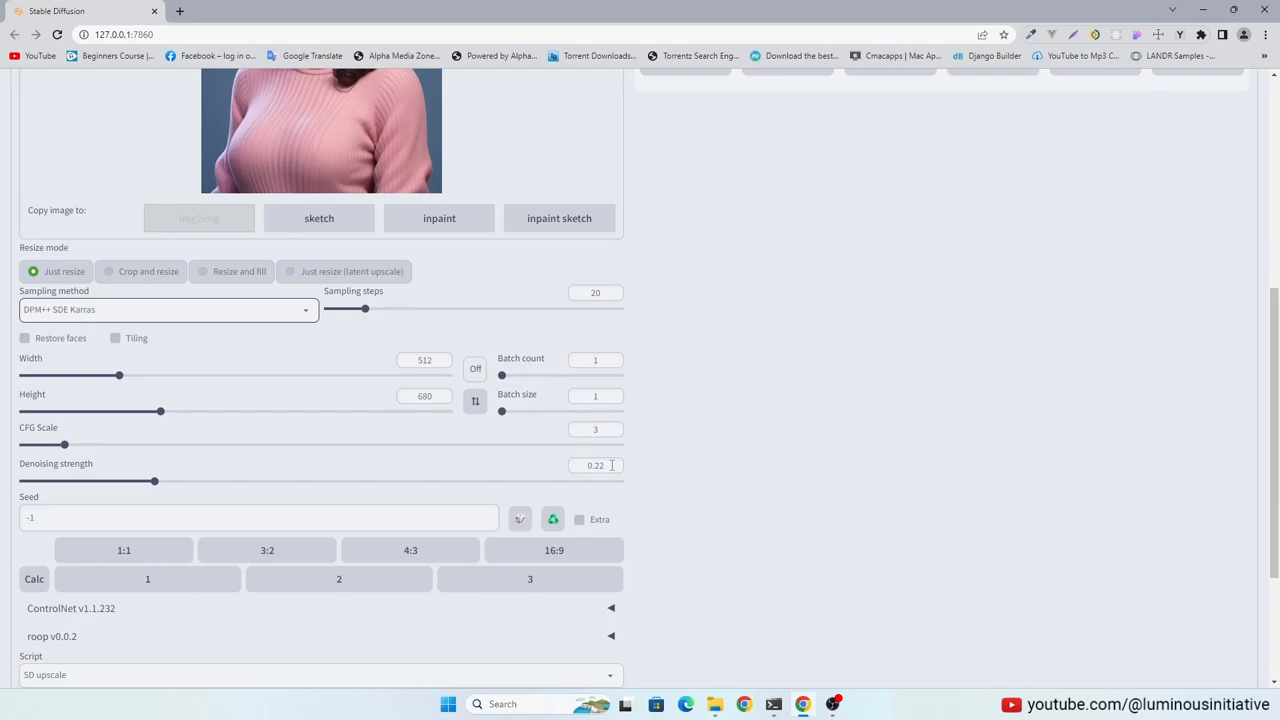 Stable Diffusion
127.0.0.1:7860
YouTube
Beginners Course |...
Facebook – log in o...
Google Translate
Alpha Media Zone...
Powered by Alpha...
Torrent Downloads...
Torrentz Search Eng...
Download the best...
Cmacapps | Mac Ap...
Django Builder
YouTube to Mp3 C...
LANDR Samples -...
Copy image to:
img2img
sketch
inpaint
inpaint sketch
Resize mode
Just resize
Crop and resize
Resize and fill
Just resize (latent upscale)
Sampling method
Sampling steps
20
DPM++ SDE Karras
Restore faces
Tiling
Width
512
Off
Batch count
1
Height
680
Batch size
1
CFG Scale
3
Denoising strength
0.22
Seed
-1
Extra
1:1
3:2
4:3
16:9
Calc
1
2
3
ControlNet v1.1.232
roop v0.0.2
Script
SD upscale
Search
youtube.com/@luminousinitiative